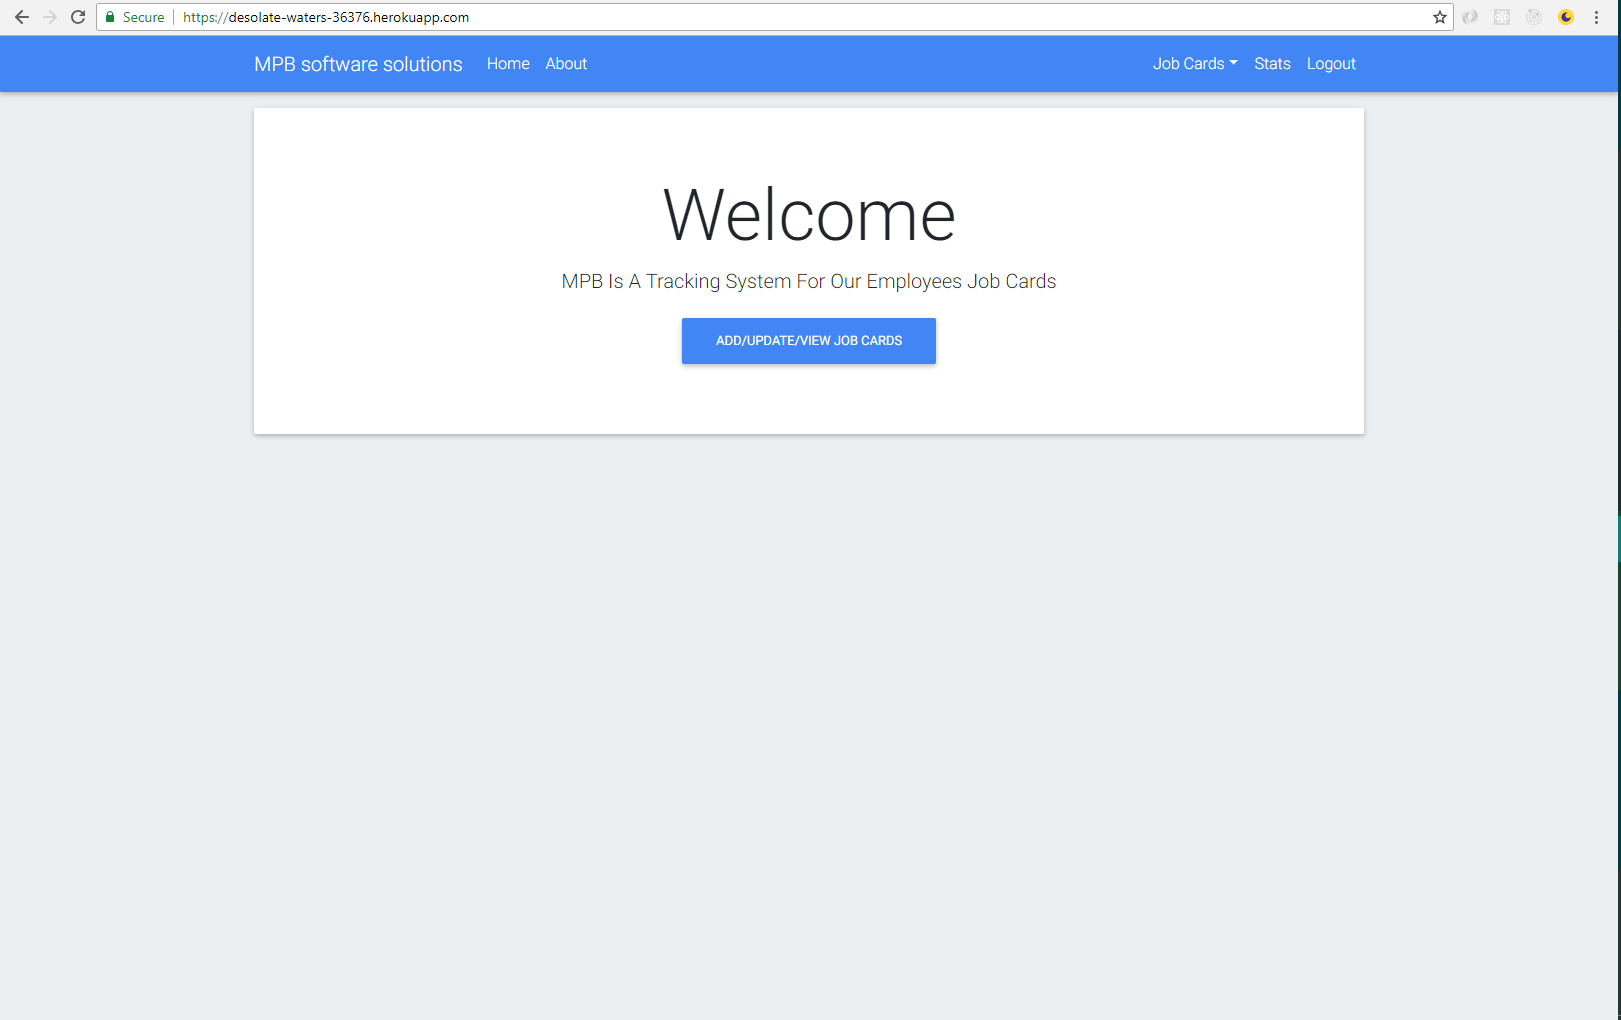 Secure https://desolate-waters-36376.herokuapp.com
MPB software solutions Home About Job Cards Stats Logout
Welcome
MPB Is A Tracking System For Our Employees Job Cards
ADD/UPDATE/VIEW JOB CARDS